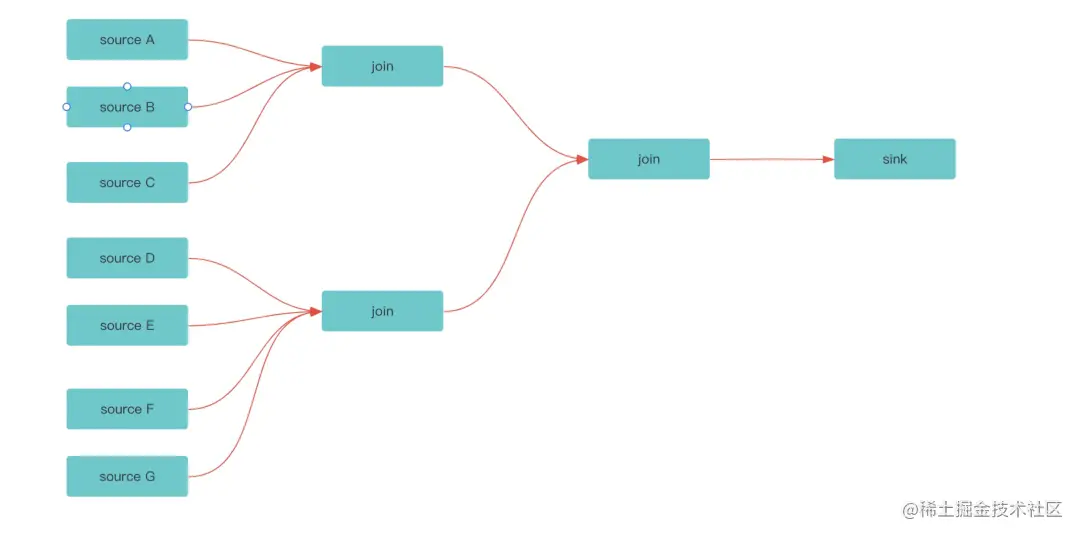 source A
source B
source C
source D
source E
source F
source G
join
join
join
sink
@稀土掘金技术社区